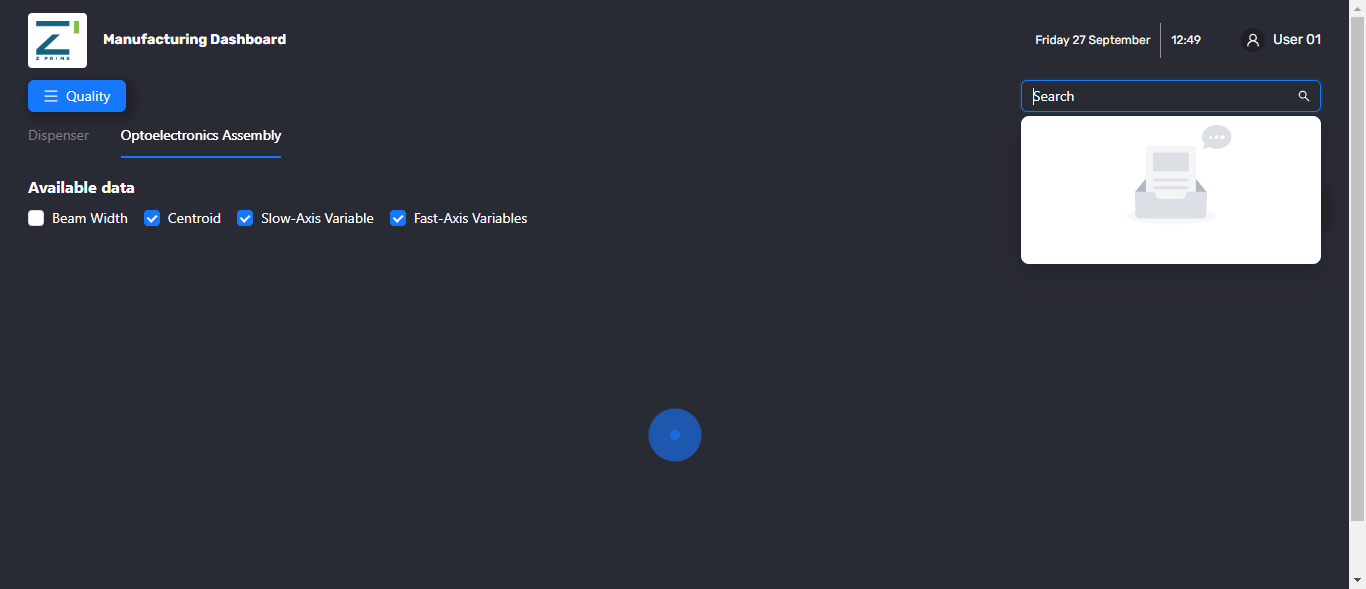 Z PRIME
Manufacturing Dashboard
Friday 27 September
12:49
User 01
Quality
Search
Dispenser
Optoelectronics Assembly
Available data
Beam Width
Centroid
Slow-Axis Variable
Fast-Axis Variables